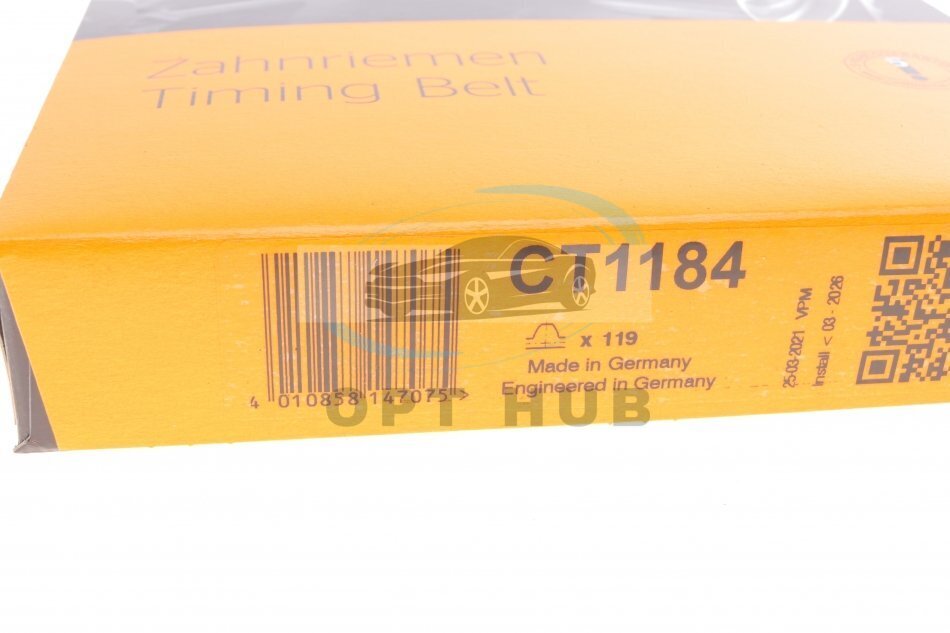 Zahnriemen
Timing Belt
CT1184
x 119
Made in Germany
Engineered in Germany
4 010858 147075 >
25-03-2021 VPM
Install < 03 - 2026
OPT HUB